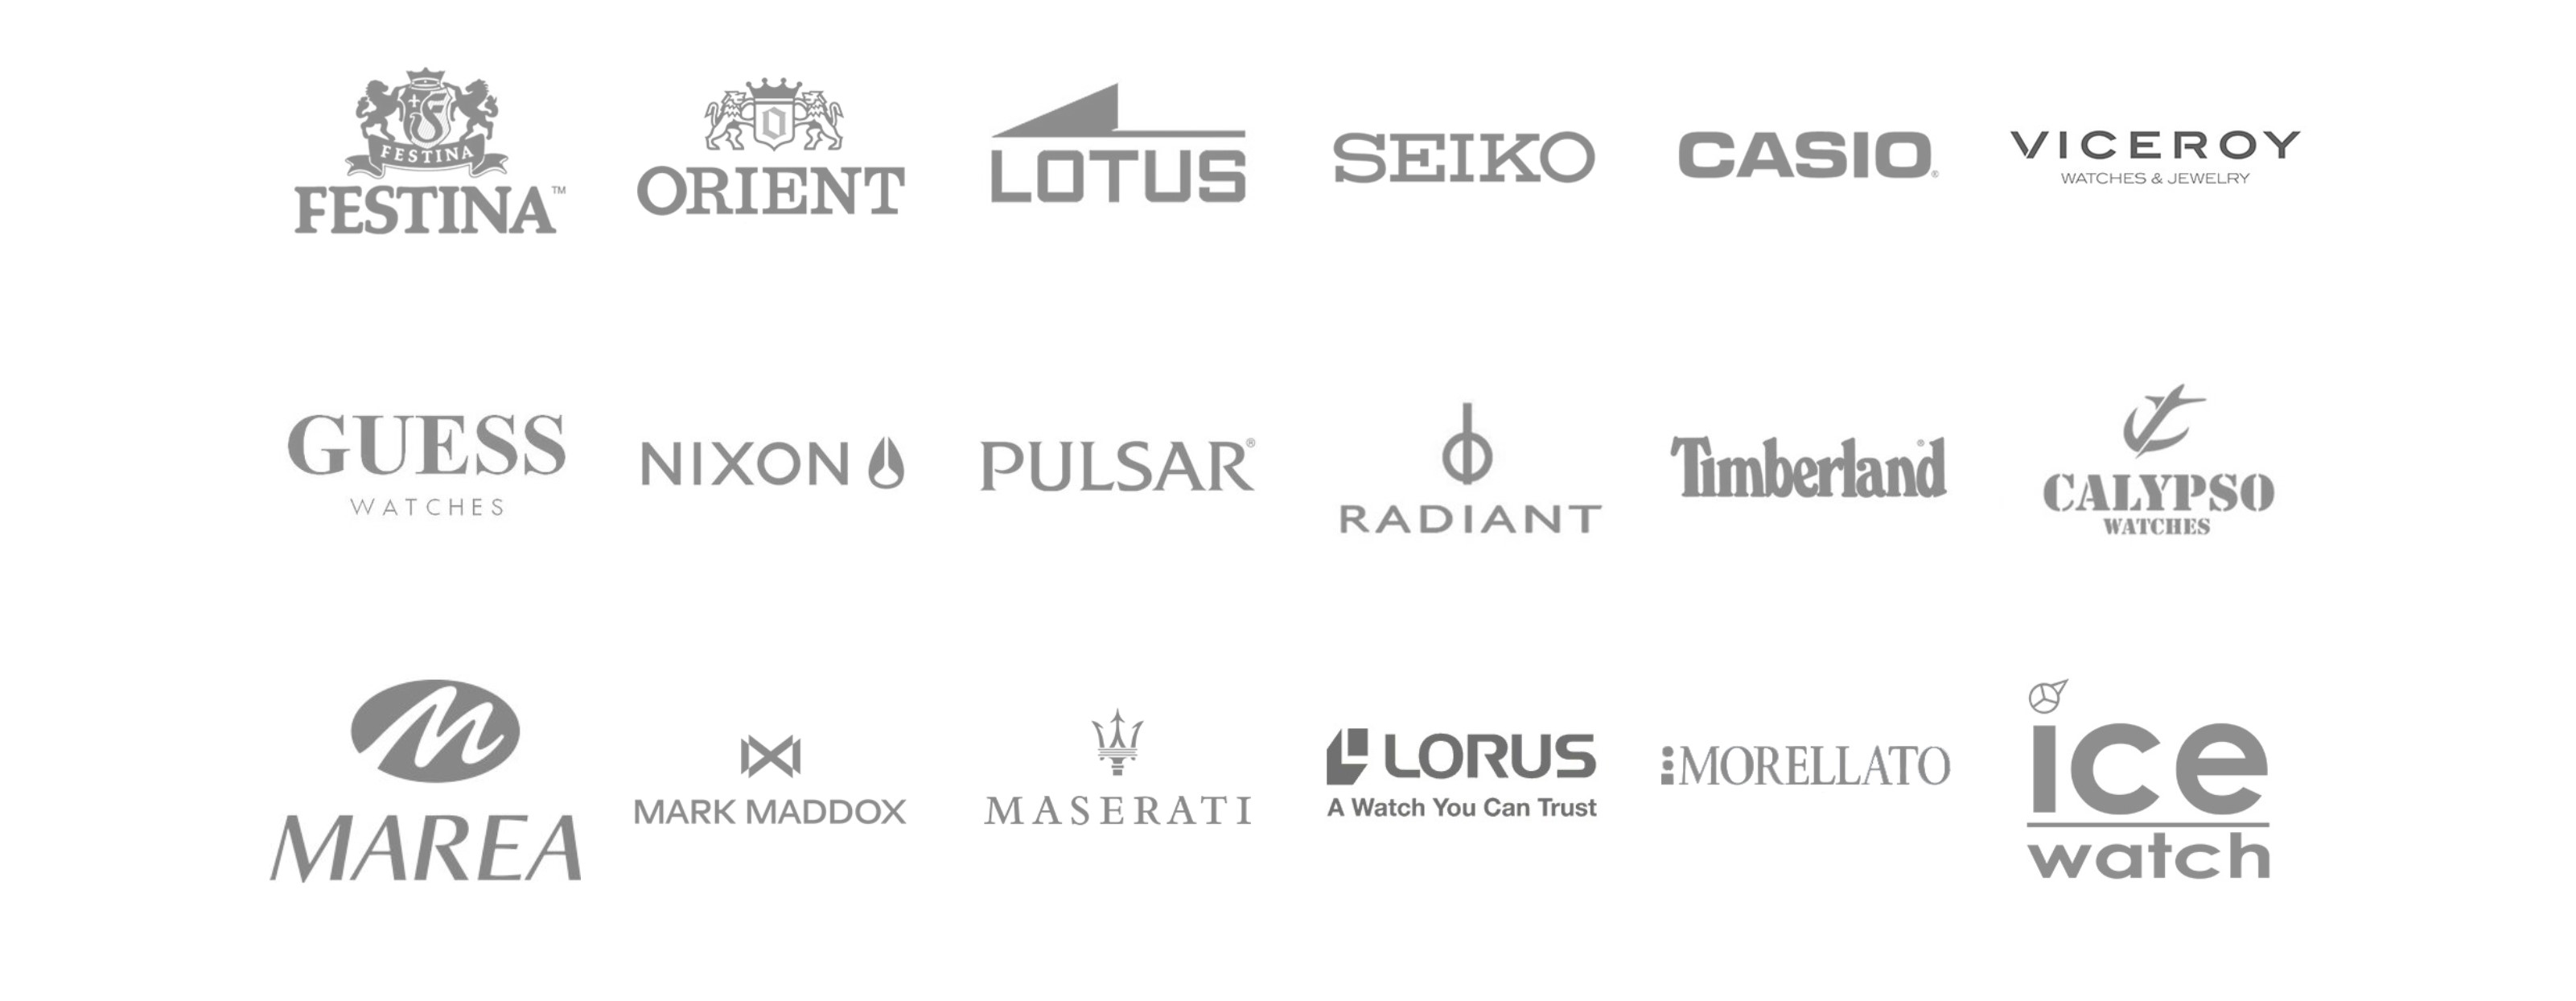 FESTINA
FESTINA™
ORIENT
LOTUS
SEIKO
CASIO®
VICEROY
WATCHES & JEWELRY
GUESS
WATCHES
NIXON
PULSAR®
RADIANT
Timberland®
CALYPSO
WATCHES
MAREA
MARK MADDOX
MASERATI
LORUS
A Watch You Can Trust
MORELLATO
ice
watch